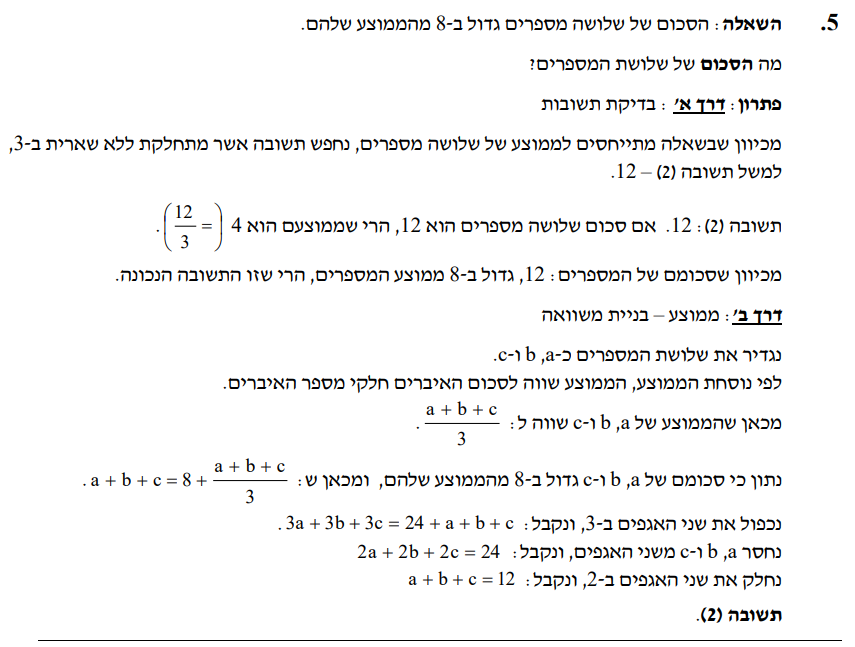 5. השאלה: הסכום של שלושה מספרים גדול ב-8 מהממוצע שלהם.
מה הסכום של שלושת המספרים?
פתרון: דרך א': בדיקת תשובות
מכיוון שבשאלה מתייחסים לממוצע של שלושה מספרים, נחפש תשובה אשר מתחלקת ללא שארית ב-3,
למשל תשובה (2) – 12.
תשובה (2): 12. אם סכום שלושה מספרים הוא 12, הרי שממוצעם הוא 4 (= 12/3).
מכיוון שסכומם של המספרים: 12, גדול ב-8 ממוצע המספרים, הרי שזו התשובה הנכונה.
דרך ב': ממוצע – בניית משוואה
נגדיר את שלושת המספרים כ-a, b ו-c.
לפי נוסחת הממוצע, הממוצע שווה לסכום האיברים חלקי מספר האיברים.
מכאן שהממוצע של a, b ו-c שווה ל: (a + b + c)/3.
נתון כי סכומם של a, b ו-c גדול ב-8 מהממוצע שלהם, ומכאן ש: a + b + c = 8 + (a + b + c)/3.
נכפול את שני האגפים ב-3, ונקבל: 3a + 3b + 3c = 24 + a + b + c.
נחסר a, b ו-c משני האגפים, ונקבל: 2a + 2b + 2c = 24
נחלק את שני האגפים ב-2, ונקבל: a + b + c = 12
תשובה (2).